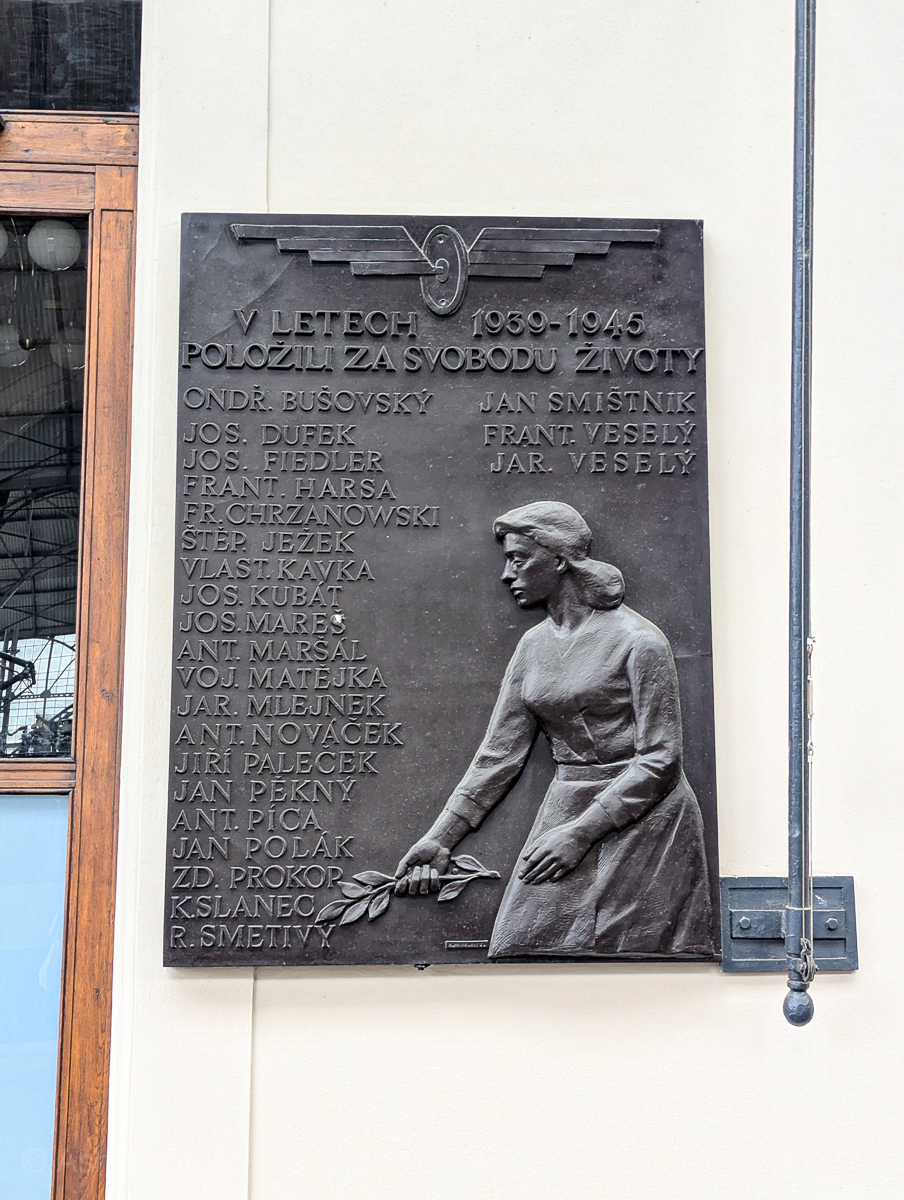 V LETECH 1939-1945
POLOŽILI ZA SVOBODU ŽIVOTY
ONDŘ. BUŠOVSKÝ
JOS. DUFEK
JOS. FIEDLER
FRANT. HARSA
FR. CHRZANOWSKI
ŠTĚP. JEŽEK
VLAST. KAVKA
JOS. KUBÁT
JOS. MAREŠ
ANT. MARŠÁL
VOJ. MATĚJKA
JAR. MLEJNEK
ANT. NOVÁČEK
JIŘÍ PALEČEK
JAN PĚKNÝ
ANT. PÍCA
JAN POLÁK
ZD. PROKOP
K. SLANEC
R. SMETIVÝ
JAN SMIŠTNIK
FRANT. VESELÝ
JAR. VESELÝ